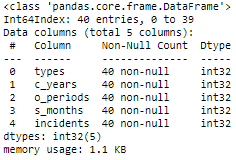 <class 'pandas.core.frame.DataFrame'>
Int64Index: 40 entries, 0 to 39
Data columns (total 5 columns):
 #   Column     Non-Null Count  Dtype
---  ------     --------------  -----
 0   types      40 non-null     int32
 1   c_years    40 non-null     int32
 2   o_periods  40 non-null     int32
 3   s_months   40 non-null     int32
 4   incidents  40 non-null     int32
dtypes: int32(5)
memory usage: 1.1 KB